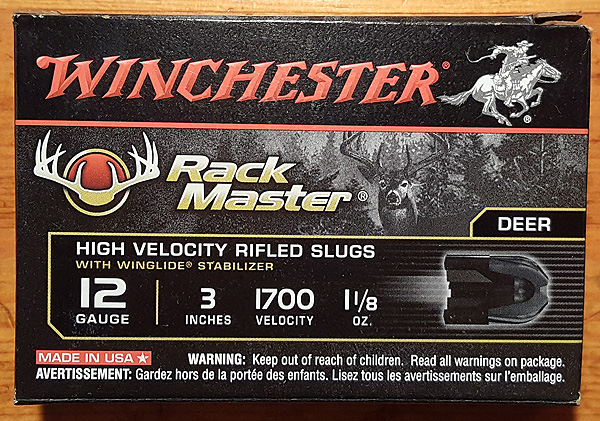 WINCHESTER
®
Rack
Master®
DEER
HIGH VELOCITY RIFLED SLUGS
WITH WINGLIDE® STABILIZER
12 3 1700 1 1/8
GAUGE INCHES VELOCITY OZ.
MADE IN USA★ WARNING: Keep out of reach of children. Read all warnings on package.
AVERTISSEMENT: Gardez hors de la portée des enfants. Lisez tous les avertissements sur l'emballage.